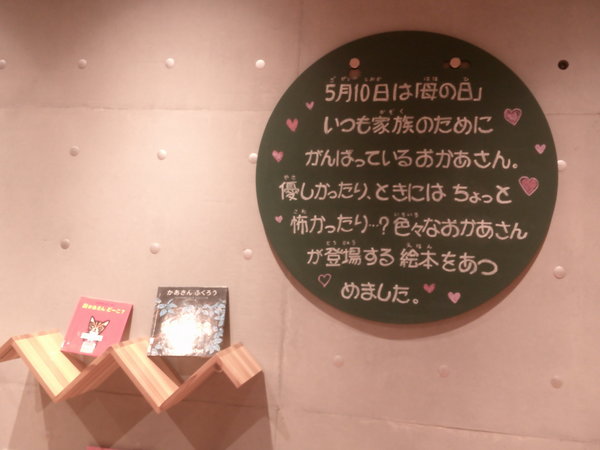 5月10日は「母の日」
いつも家族のために
がんばっているおかあさん。
優しかったり、ときには ちょっと
怖かったり…?色々なおかあさん
が登場する 絵本をあつ
めました。
かあさん ふくろう